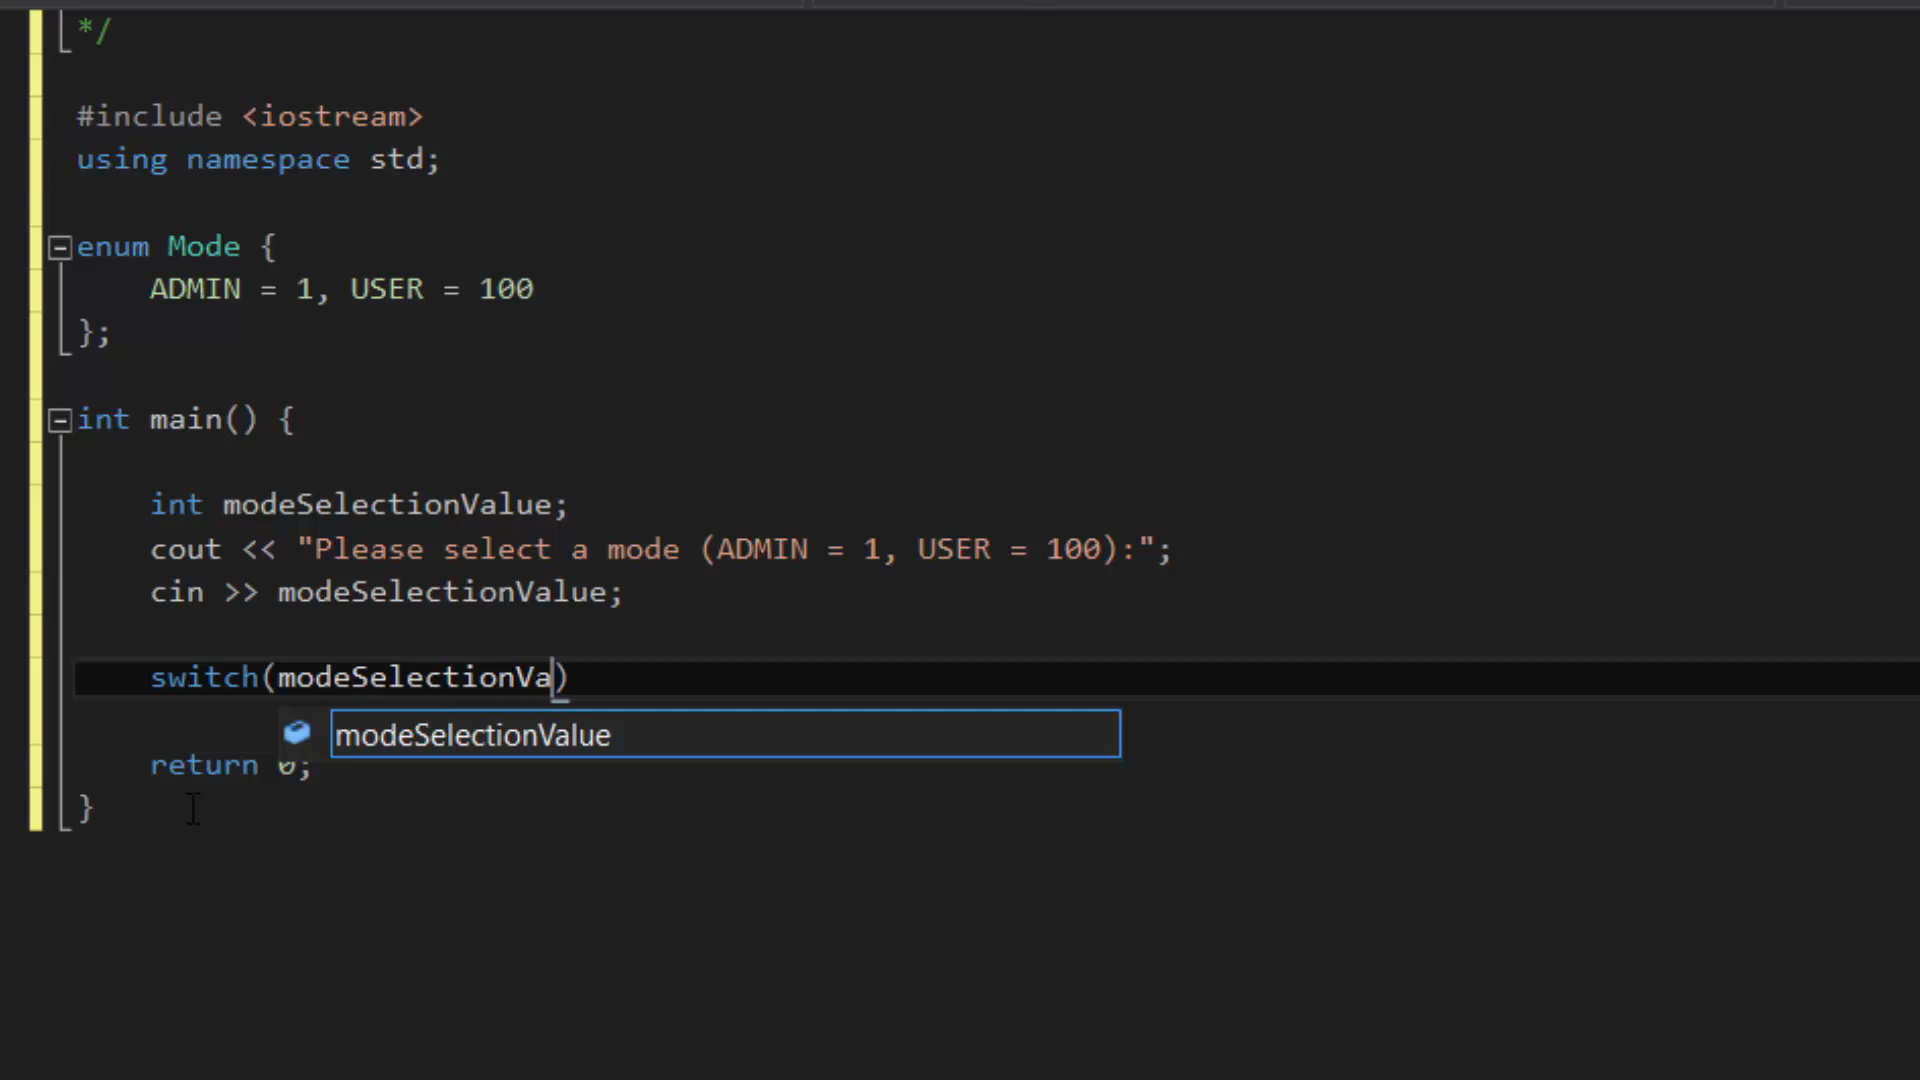 */
#include <iostream>
using namespace std;
enum Mode {
ADMIN = 1, USER = 100
};
int main() {
int modeSelectionValue;
cout << "Please select a mode (ADMIN = 1, USER = 100):";
cin >> modeSelectionValue;
switch(modeSelectionVa)
modeSelectionValue
return 0;
}